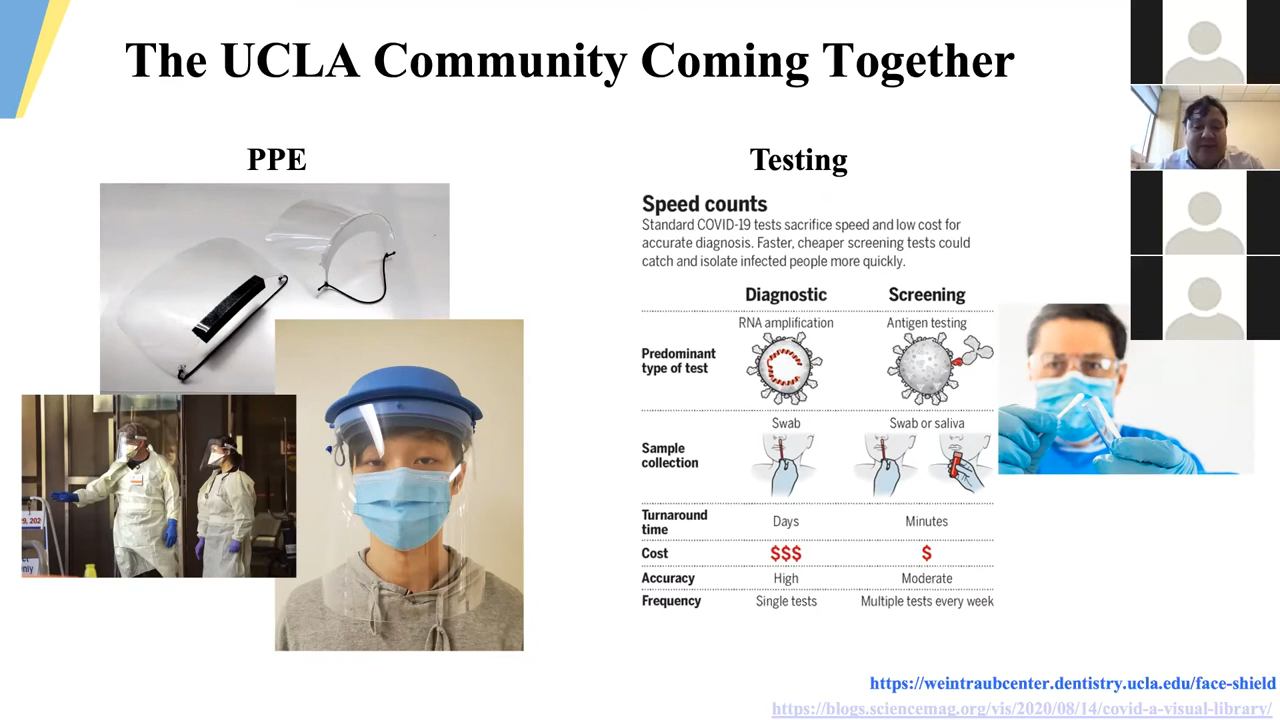 The UCLA Community Coming Together
PPE
Testing
Speed counts
Standard COVID-19 tests sacrifice speed and low cost for
accurate diagnosis. Faster, cheaper screening tests could
catch and isolate infected people more quickly.
Diagnostic Screening
RNA amplification Antigen testing
Predominant
type of test
Swab Swab or saliva
Sample
collection
Turnaround
time
Days Minutes
Cost $$$ $
Accuracy High Moderate
Frequency Single tests Multiple tests every week
https://weintraubcenter.dentistry.ucla.edu/face-shield
https://blogs.sciencemag.org/vis/2020/08/14/covid-a-visual-library/